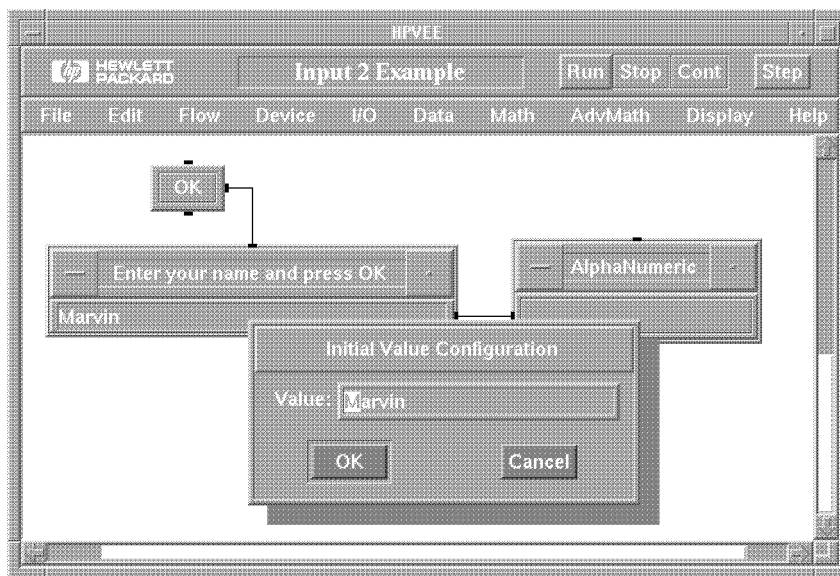 HPVEE
hp HEWLETT PACKARD
Input 2 Example
Run Stop Cont Step
File Edit Flow Device I/O Data Math AdvMath Display Help
OK
Enter your name and press OK
AlphaNumeric
Marvin
Initial Value Configuration
Value: Marvin
OK Cancel